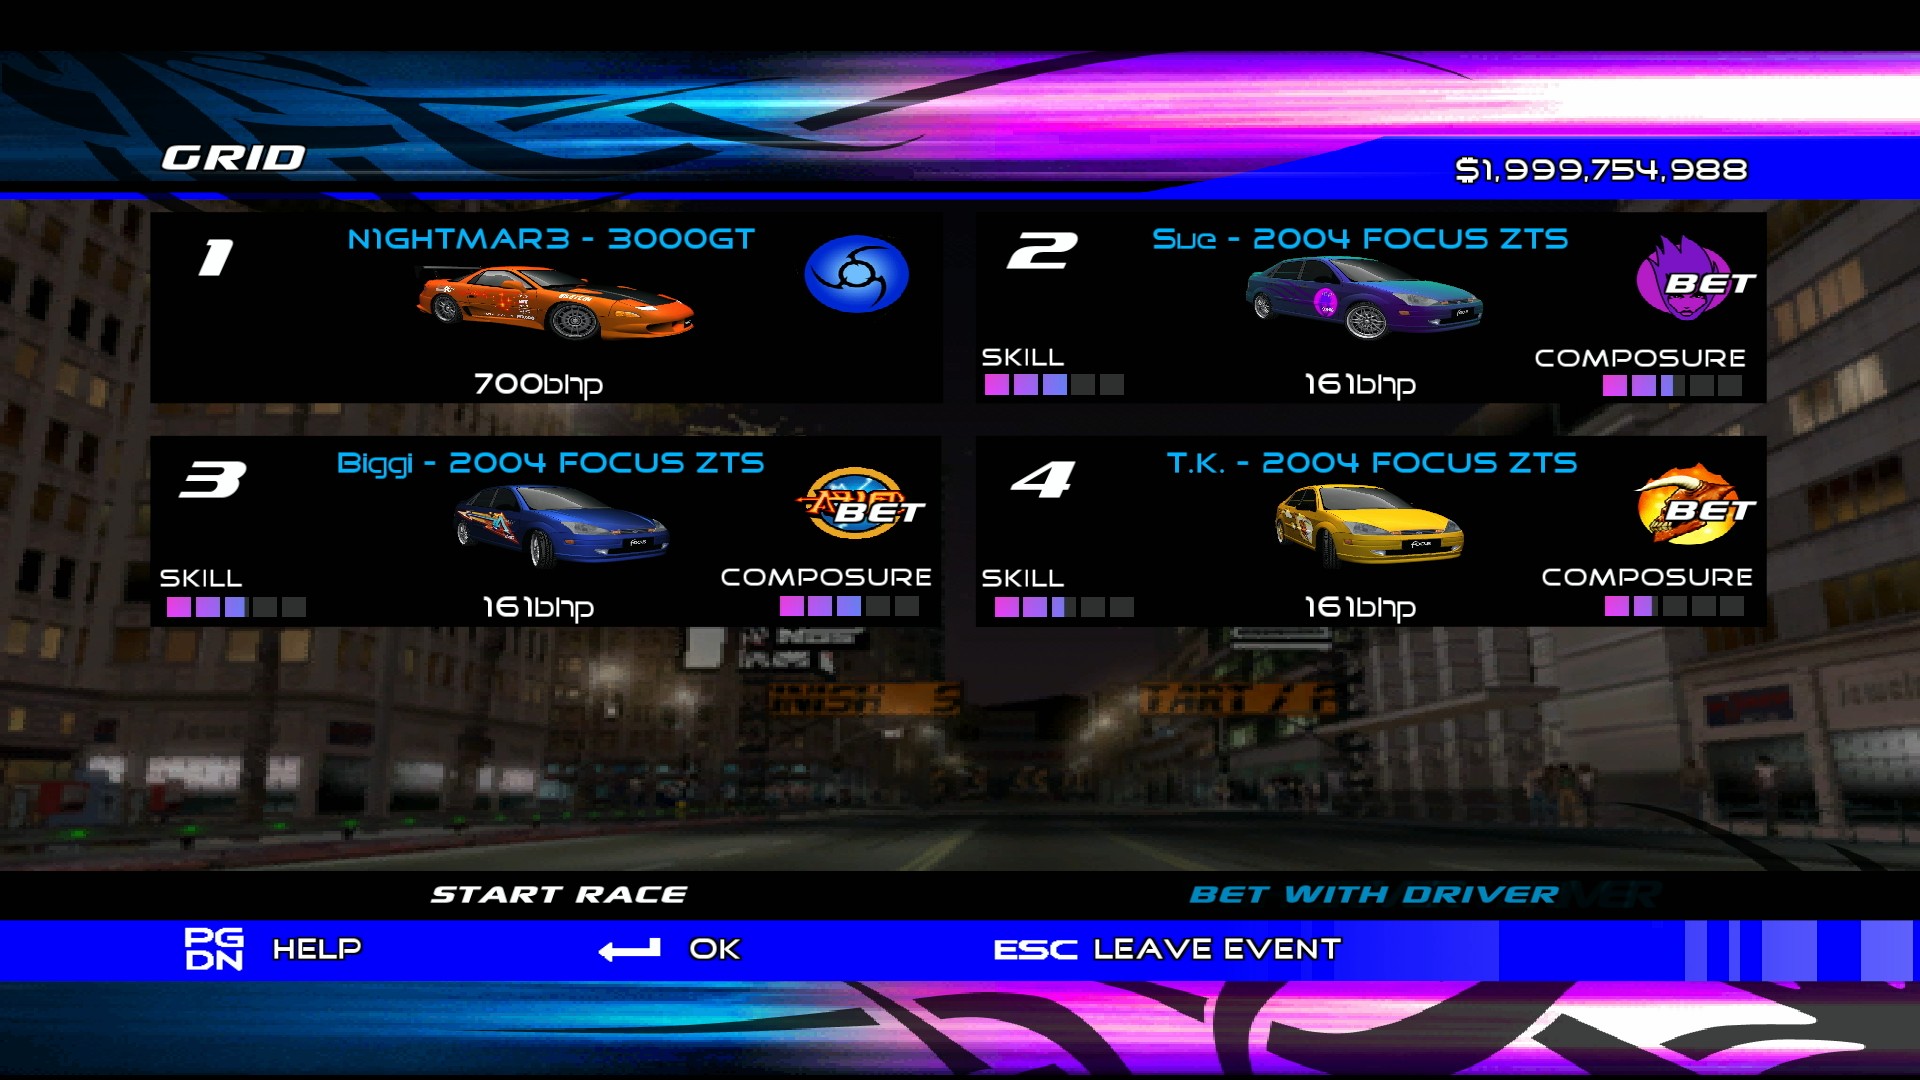 GRID
$1,999,754,988
1
N1GHTMAR3 - 3000GT
700bhp
2
Sue - 2004 FOCUS ZTS
BET
SKILL
161bhp
COMPOSURE
3
Biggi - 2004 FOCUS ZTS
BET
SKILL
161bhp
COMPOSURE
4
T.K. - 2004 FOCUS ZTS
BET
SKILL
161bhp
COMPOSURE
START RACE
BET WITH DRIVER
PG DN HELP
OK
ESC LEAVE EVENT